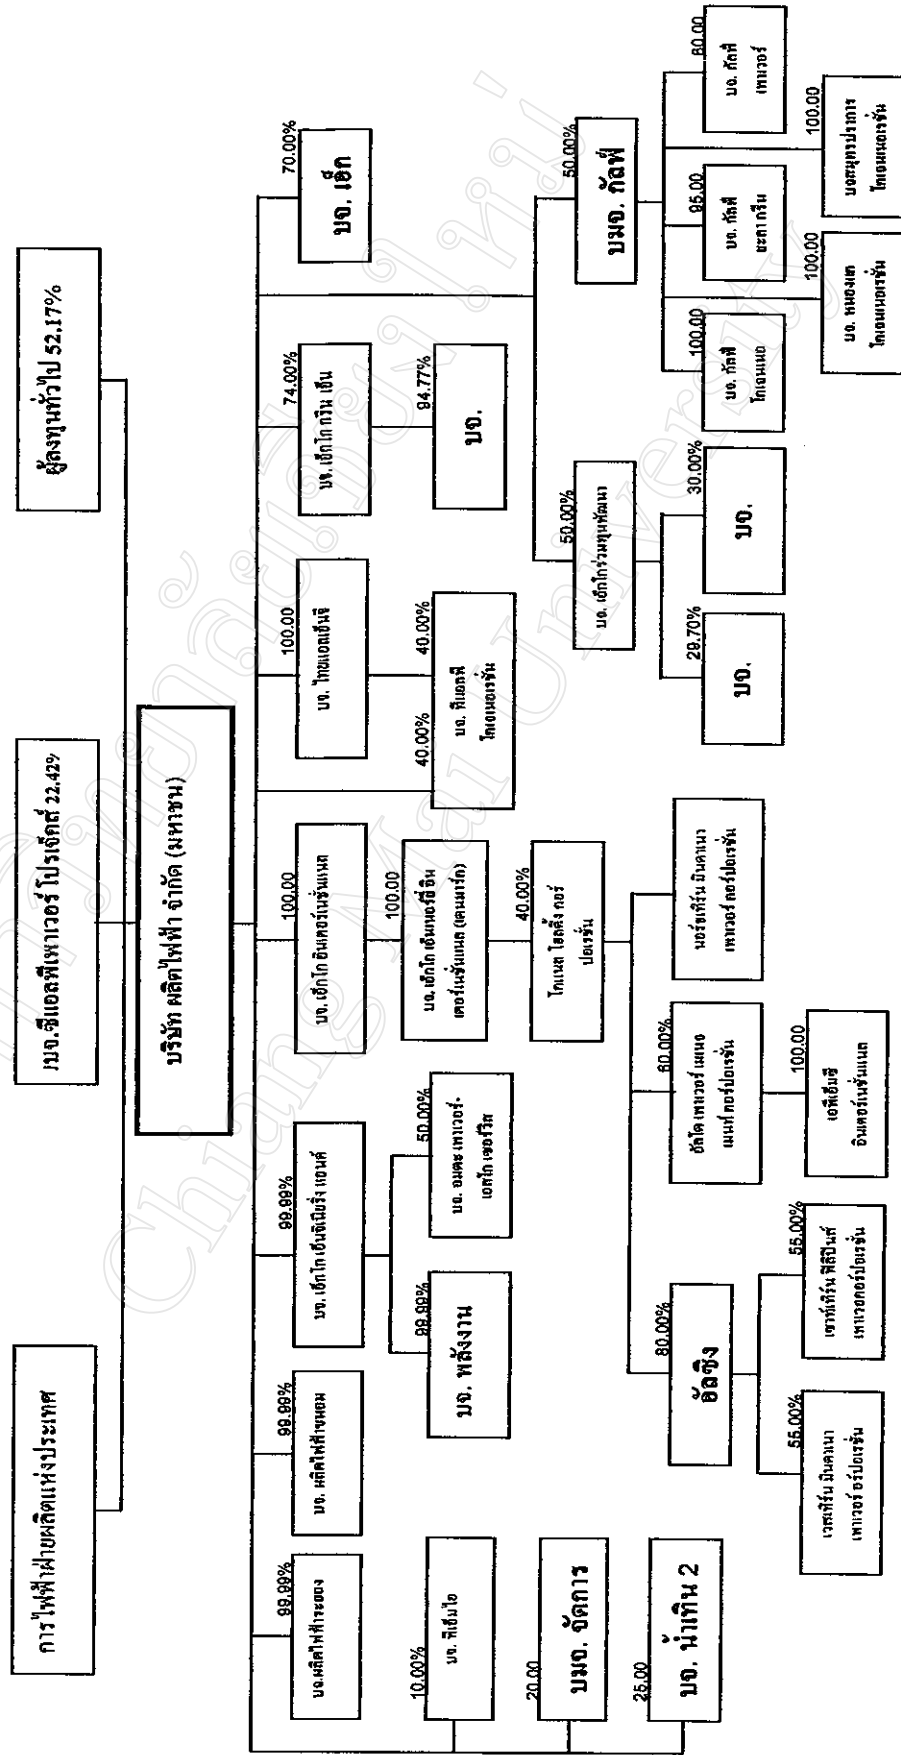 การไฟฟ้าฝ่ายผลิตแห่งประเทศ
บจ.ซีแอลพีเพาเวอร์ โปรเจ็คส์ 22.42%
ผู้ลงทุนทั่วไป 52.17%
บริษัท ผลิตไฟฟ้า จำกัด (มหาชน)
99.99%
บจ.ผลิตไฟฟ้าระยอง
99.99%
บจ. ผลิตไฟฟ้าขนอม
99.99%
บจ. เอ็กโก เอ็นจิเนียริ่ง แอนด์
100.00
บจ. เอ็กโก อินเตอร์เนชั่นแนล
100.00
บจ. ไทยแอลเอ็นจี
74.00%
บจ. เอ็กโก กรีน เอ็น
70.00%
บจ. เอ็ก
10.00%
บจ. ทีเอ็มไอ
99.99%
บจ. พลังงาน
50.00%
บจ. อมตะ เพาเวอร์-
เอสโก เซอร์วิส
100.00
บจ. เอ็กโก เอ็นเนอร์ยี่ อิน
เตอร์เนชั่นแนล (เดนมาร์ก)
40.00%
40.00%
บจ. ทีแอลพี
โคเจนเนอเรชั่น
94.77%
บจ.
20.00
บมจ. จัดการ
40.00%
โคแนล โฮลดิ้ง คอร์
ปอเรชั่น
50.00%
บจ. เอ็กโกร่วมทุนพัฒนา
50.00%
บมจ. กัลฟ์
25.00
บจ. น้ำเทิน 2
80.00%
อัลซิง
60.00%
อัลโต เพาเวอร์ เมเนจ
เมนท์ คอร์ปอเรชั่น
นอร์ธเทิร์น มินดาเนา
เพาเวอร์ คอร์ปอเรชั่น
29.70%
บจ.
30.00%
บจ.
100.00
บจ. กัลฟ์
โคเจนเนอ
95.00
บจ. กัลฟ์
ยะลา กรีน
60.00
บจ. กัลฟ์
เพาเวอร์
55.00%
เวสเทิร์น มินดาเนา
เพาเวอร์ อร์ปอเรชั่น
55.00%
เซาท์เทิร์น ฟิลิปินส์
เพาเวอคอร์ปอเรชั่น
100.00
เอพีเอ็มซี
อินเตอร์เนชั่นแนล
100.00
บจ. หนองแค
โคเจนเนอเรชั่น
100.00
บจสมุทรปราการ
โคเจนเนอเรชั่น
Chiang Mai University